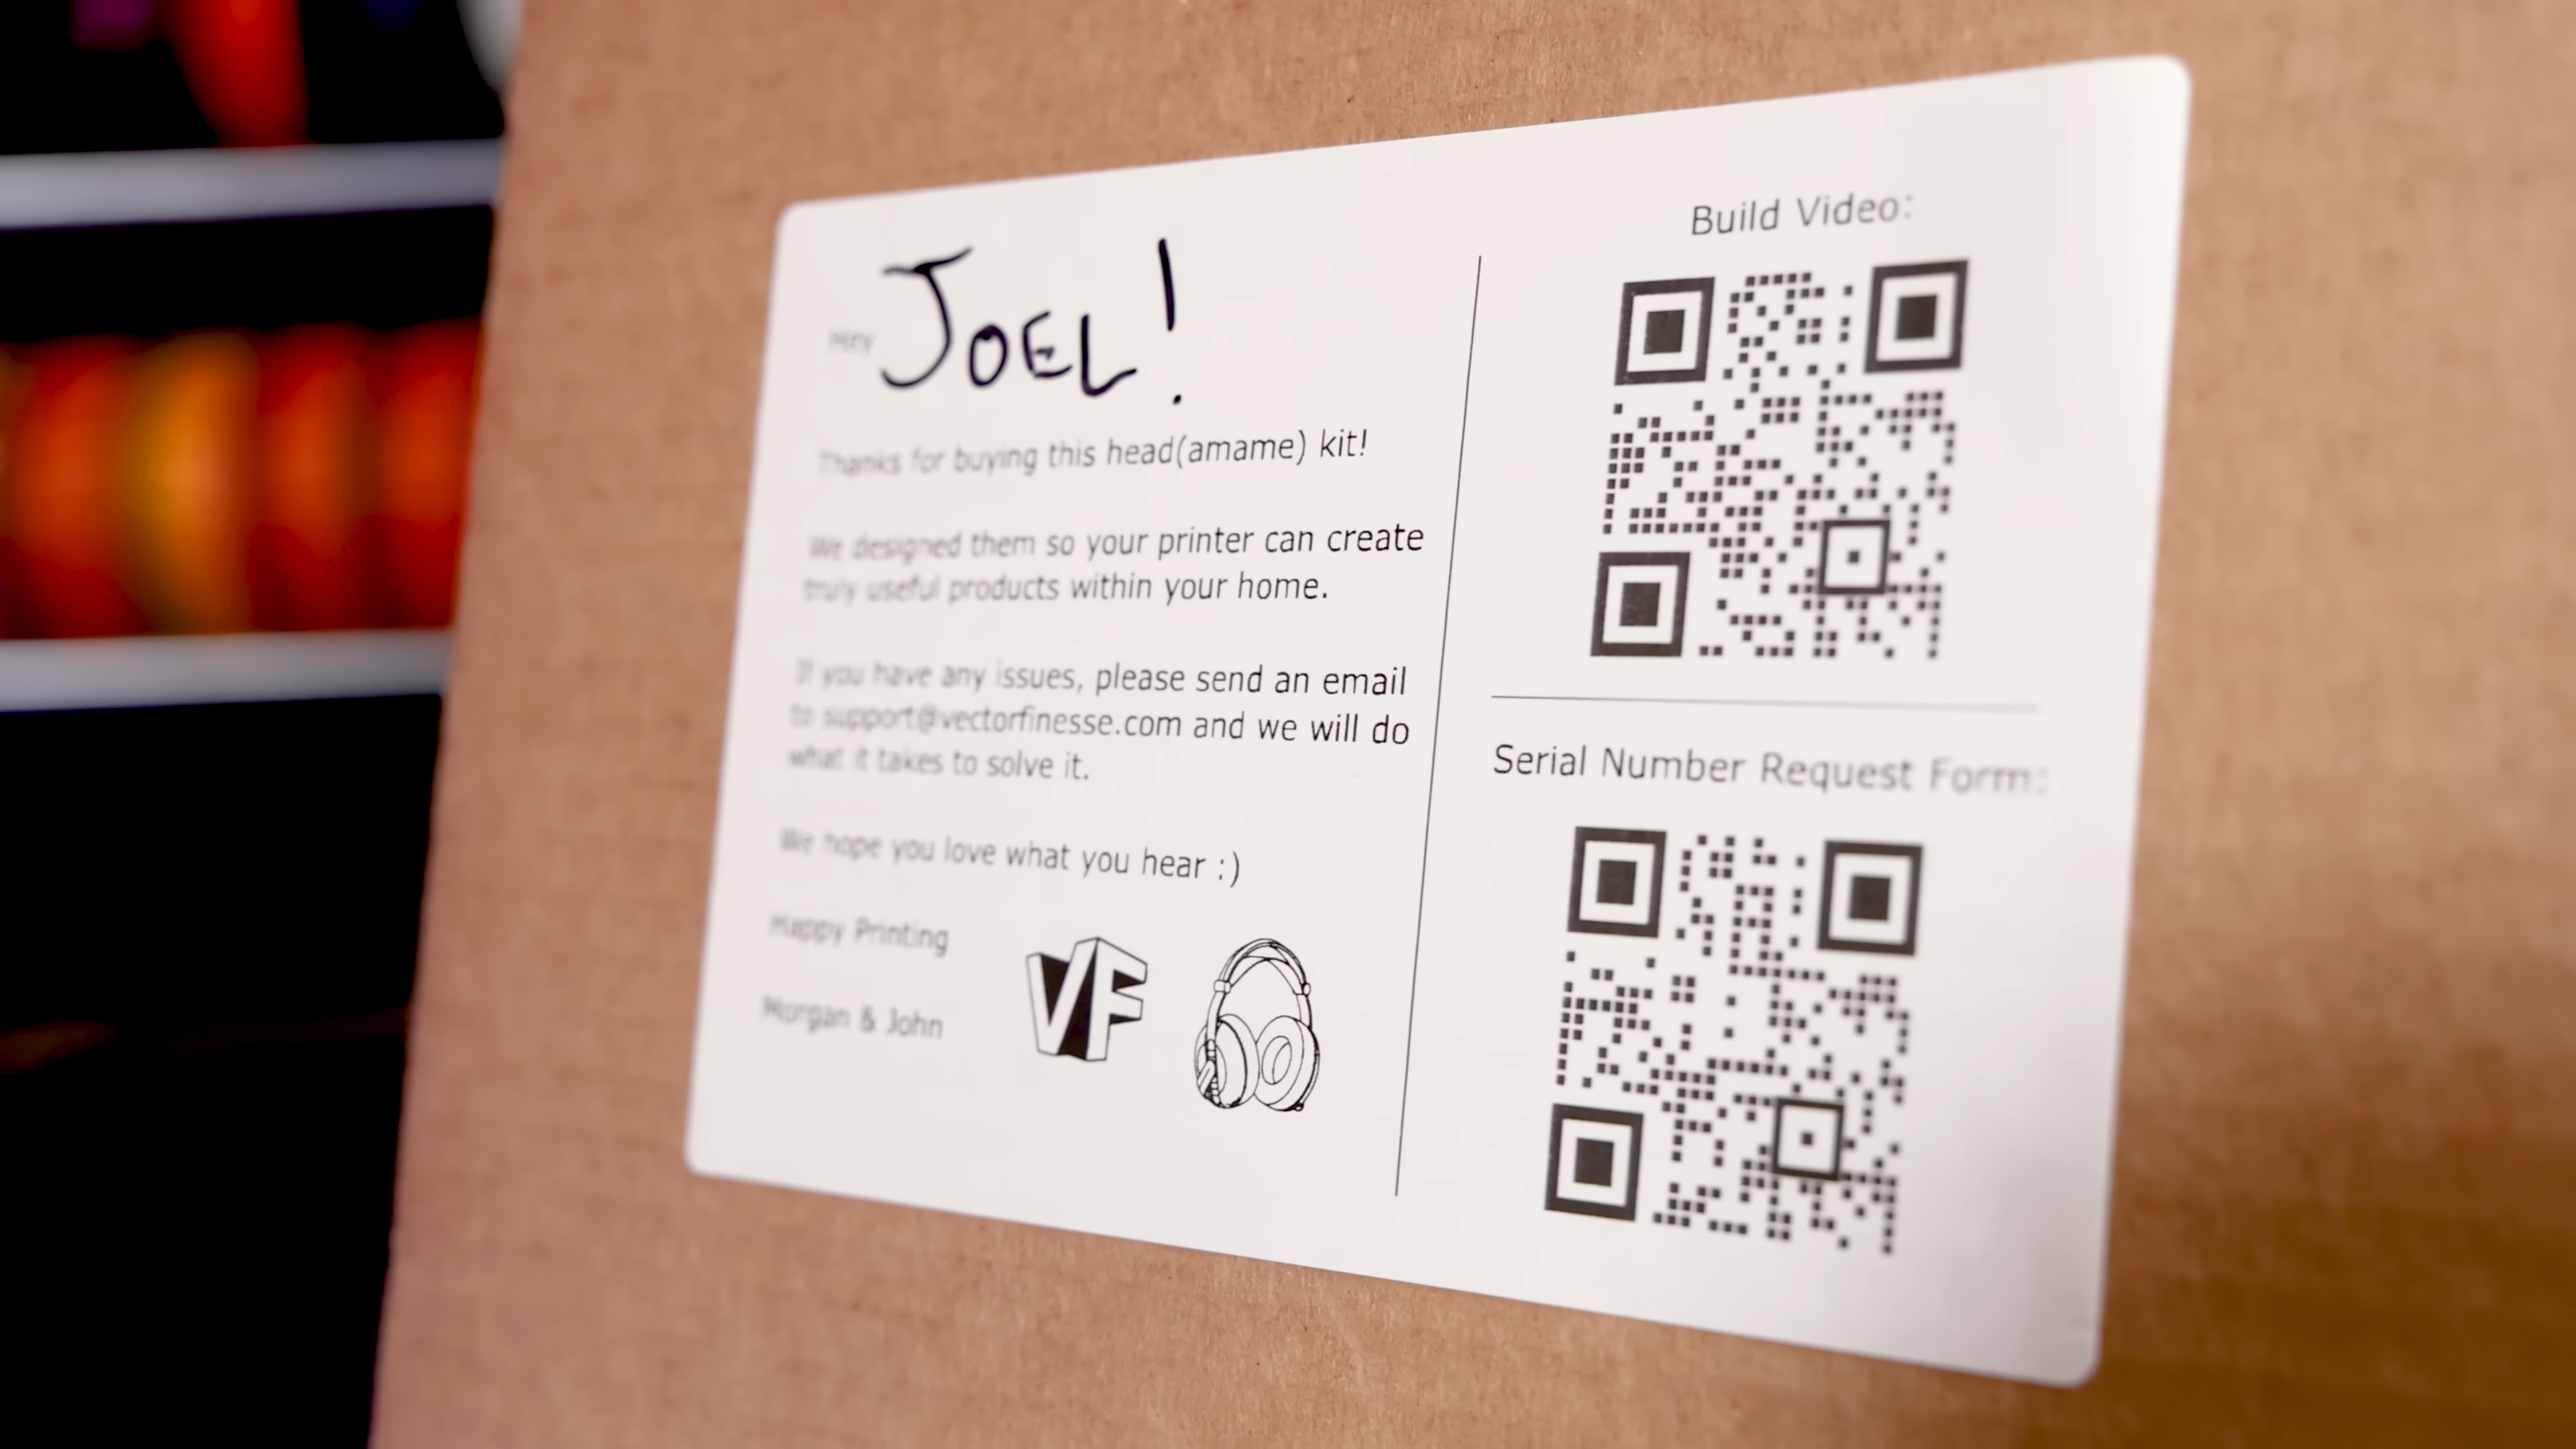 Hey JOEL!
Thanks for buying this head(amame) kit!
We designed them so your printer can create
truly useful products within your home.
If you have any issues, please send an email
to support@vectorfinesse.com and we will do
what it takes to solve it.
We hope you love what you hear :)
Happy Printing
Morgan & John
VF
Build Video:
Serial Number Request Form: